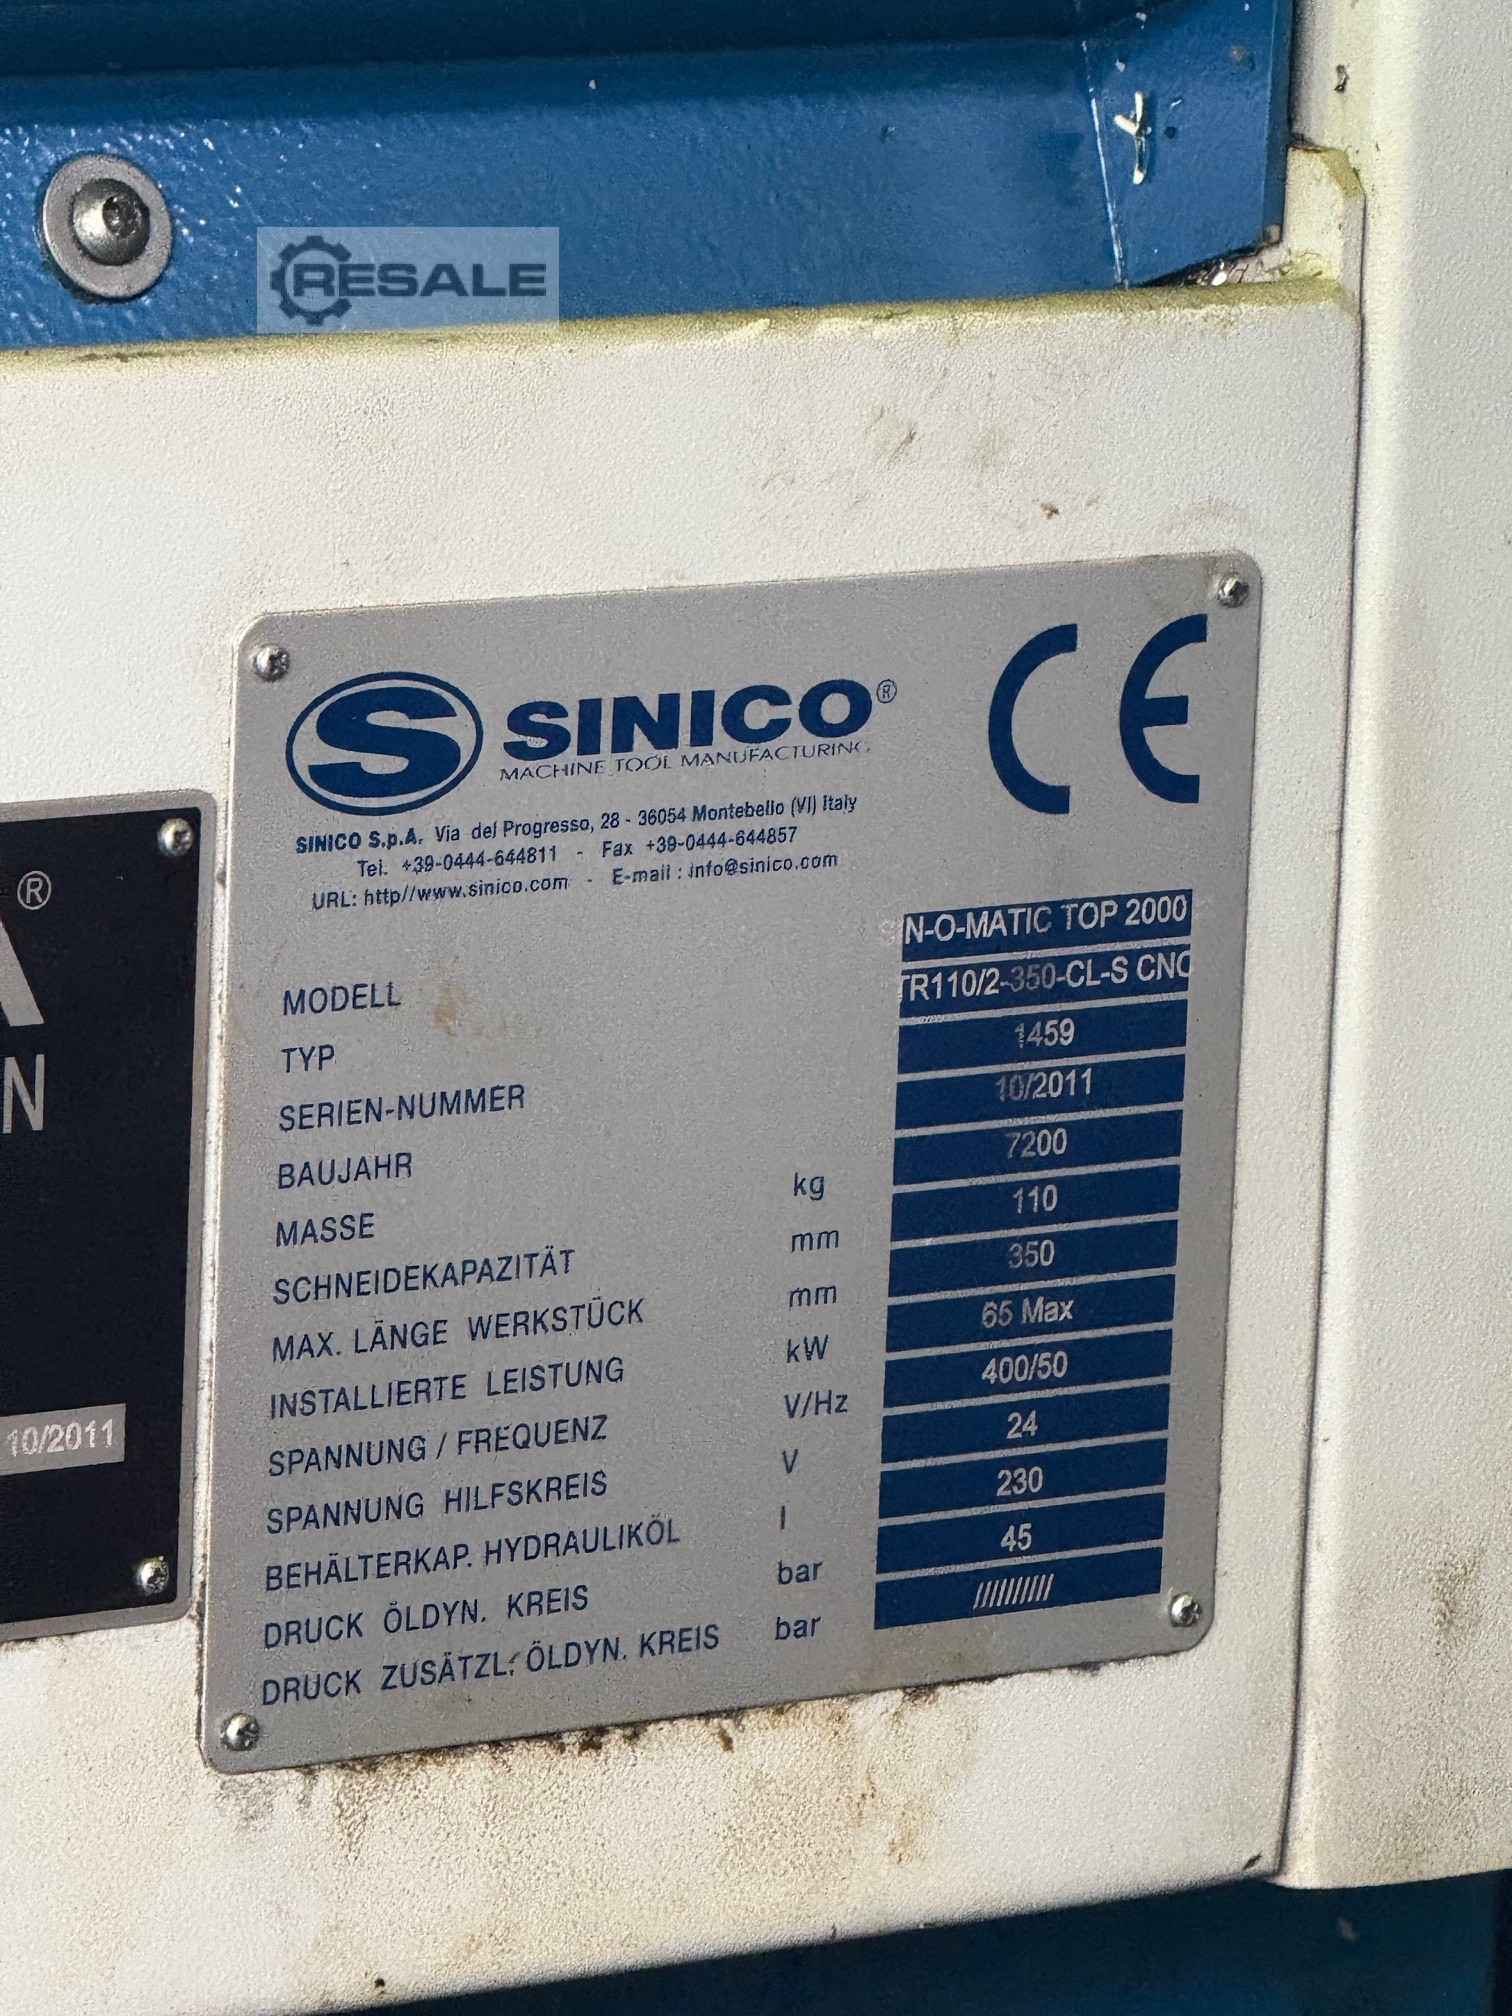 RESALE
S SINICO®
MACHINE TOOL MANUFACTURING
CE
SINICO S.p.A. Via del Progresso, 28 - 36054 Montebello (VI) Italy
Tel. +39-0444-644811 - Fax +39-0444-644857
URL: http//www.sinico.com - E-mail : info@sinico.com
MODELL SIN-O-MATIC TOP 2000
TYP TR110/2-350-CL-S CNC
SERIEN-NUMMER 1459
BAUJAHR 10/2011
MASSE kg 7200
SCHNEIDEKAPAZITÄT mm 110
MAX. LÄNGE WERKSTÜCK mm 350
INSTALLIERTE LEISTUNG kW 65 Max
SPANNUNG / FREQUENZ V/Hz 400/50
SPANNUNG HILFSKREIS V 24
BEHÄLTERKAP. HYDRAULIKÖL l 230
DRUCK ÖLDYN. KREIS bar 45
DRUCK ZUSÄTZL. ÖLDYN. KREIS bar //////////
A®
N
10/2011